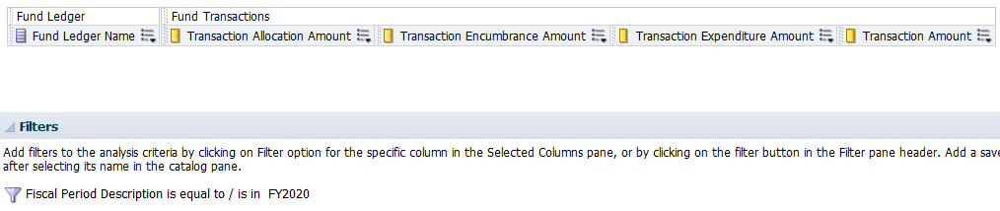 Fund Ledger
Fund Transactions
Fund Ledger Name
Transaction Allocation Amount
Transaction Encumbrance Amount
Transaction Expenditure Amount
Transaction Amount
Filters
Add filters to the analysis criteria by clicking on Filter option for the specific column in the Selected Columns pane, or by clicking on the filter button in the Filter pane header. Add a save
after selecting its name in the catalog pane.
Fiscal Period Description is equal to / is in FY2020